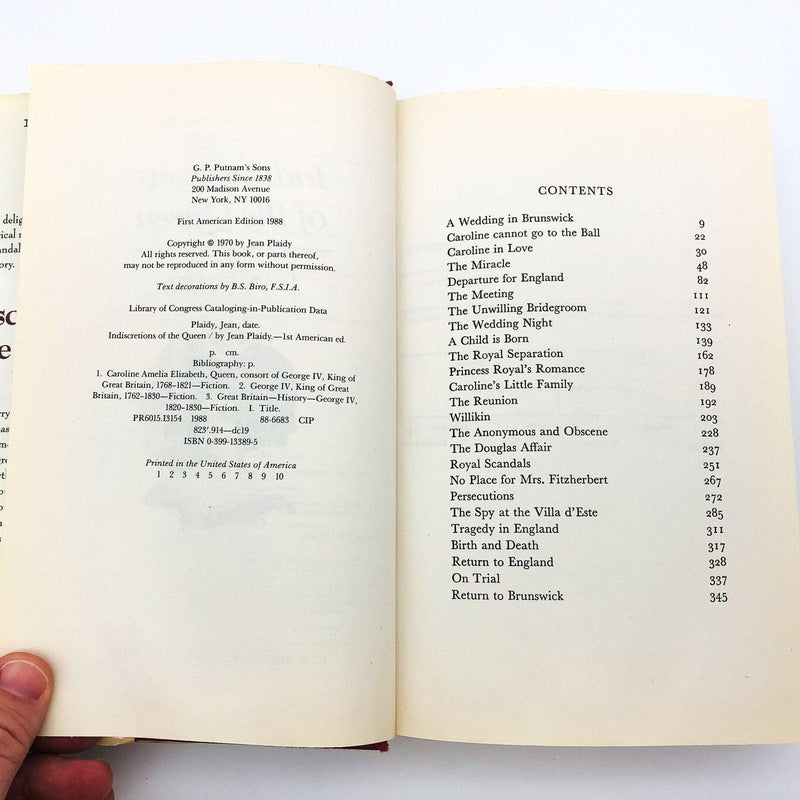 delig
rical r
andal
ory.
sc
e
G. P. Putnam's Sons
Publishers Since 1838
200 Madison Avenue
New York, NY 10016
First American Edition 1988
Copyright © 1970 by Jean Plaidy
All rights reserved. This book, or parts thereof,
may not be reproduced in any form without permission.
Text decorations by B.S. Biro, F.S.I.A.
Library of Congress Cataloging-in-Publication Data
Plaidy, Jean, date.
Indiscretions of the Queen / by Jean Plaidy.—1st American ed.
p. cm.
Bibliography: p.
1. Caroline Amelia Elizabeth, Queen, consort of George IV, King of
Great Britain, 1768–1821—Fiction. 2. George IV, King of Great
Britain, 1762–1830—Fiction. 3. Great Britain—History—George IV,
1820–1830—Fiction. I. Title.
PR6015.I3154 1988 88-6683 CIP
823'.914—dc19
ISBN 0-399-13389-5
Printed in the United States of America
1 2 3 4 5 6 7 8 9 10
CONTENTS
A Wedding in Brunswick 9
Caroline cannot go to the Ball 22
Caroline in Love 30
The Miracle 48
Departure for England 82
The Meeting 111
The Unwilling Bridegroom 121
The Wedding Night 133
A Child is Born 139
The Royal Separation 162
Princess Royal's Romance 178
Caroline's Little Family 189
The Reunion 192
Willikin 203
The Anonymous and Obscene 228
The Douglas Affair 237
Royal Scandals 251
No Place for Mrs. Fitzherbert 267
Persecutions 272
The Spy at the Villa d'Este 285
Tragedy in England 311
Birth and Death 317
Return to England 328
On Trial 337
Return to Brunswick 345